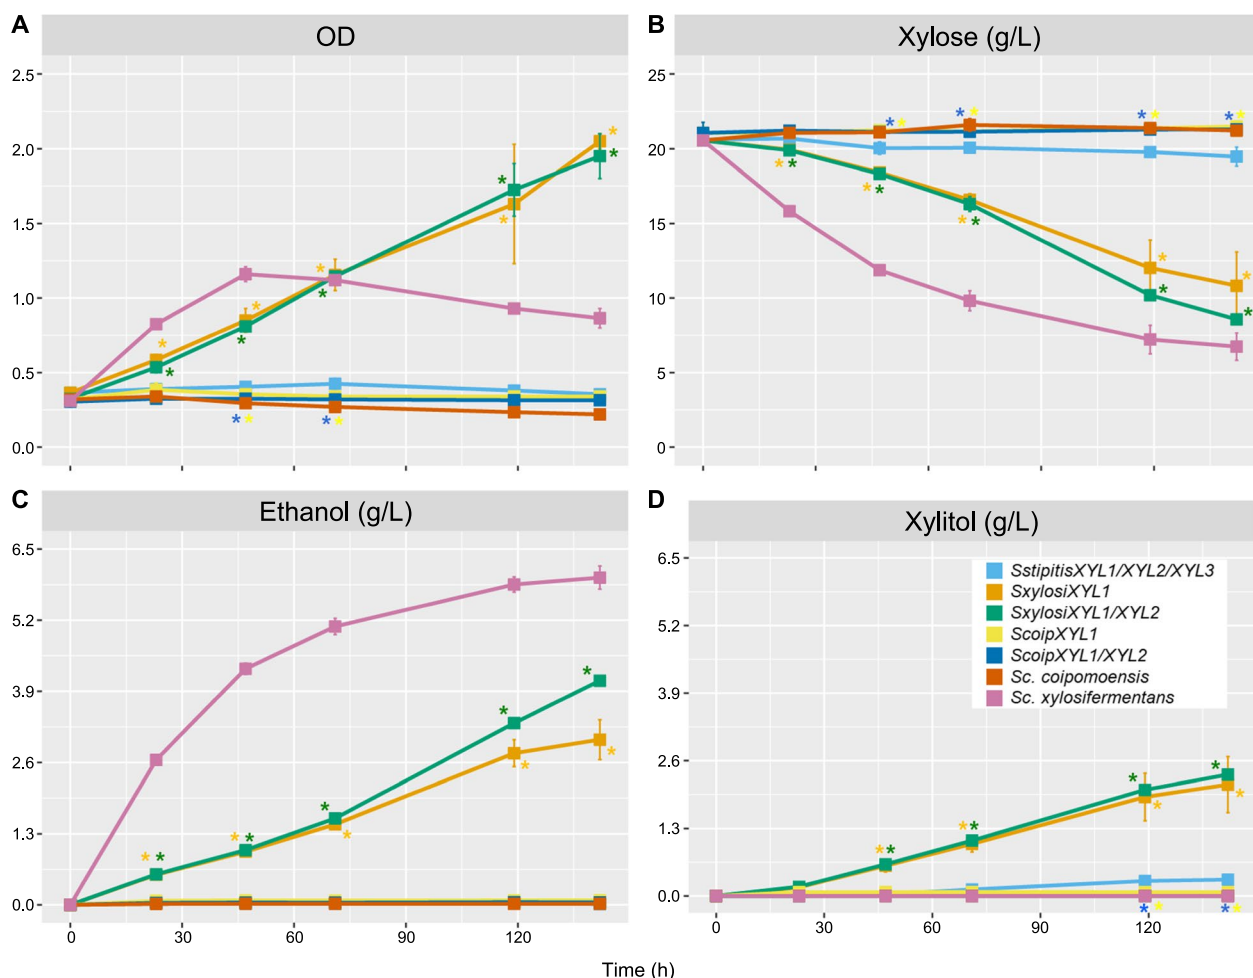 A
OD
2.5
2.0
1.5
1.0
0.5
0.0
B
Xylose (g/L)
25
20
15
10
5
0
C
Ethanol (g/L)
6.5
5.2
3.9
2.6
1.3
0.0
0
30
60
90
120
D
Xylitol (g/L)
6.5
5.2
3.9
2.6
1.3
0.0
0
30
60
90
120
SstipitisXYL1/XYL2/XYL3
SxylosiXYL1
SxylosiXYL1/XYL2
ScoipXYL1
ScoipXYL1/XYL2
Sc. coipomoensis
Sc. xylosifermentans
Time (h)